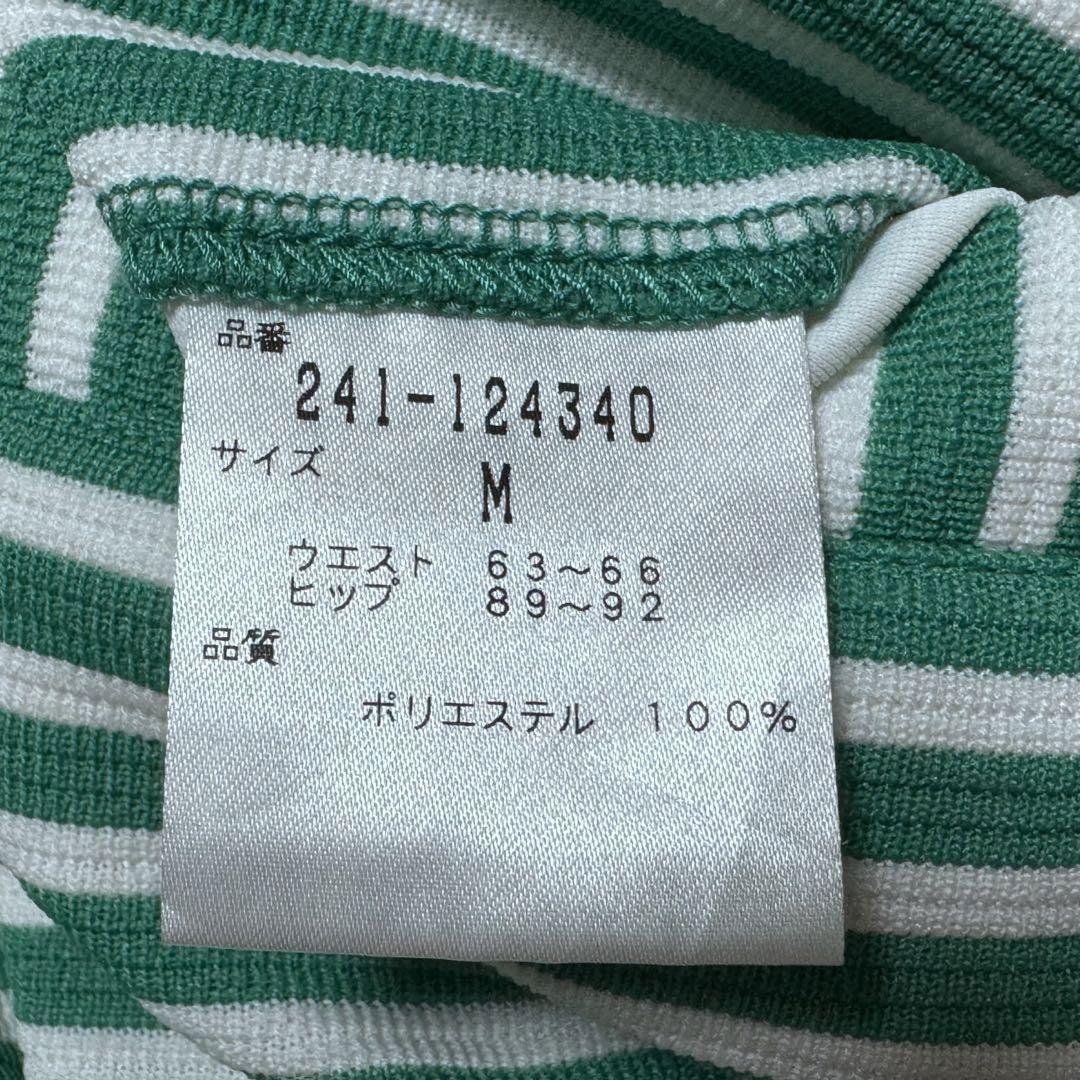 品番
241-124340
サイズ
M
ウエスト 63～66
ヒップ 89～92
品質
ポリエステル 100%